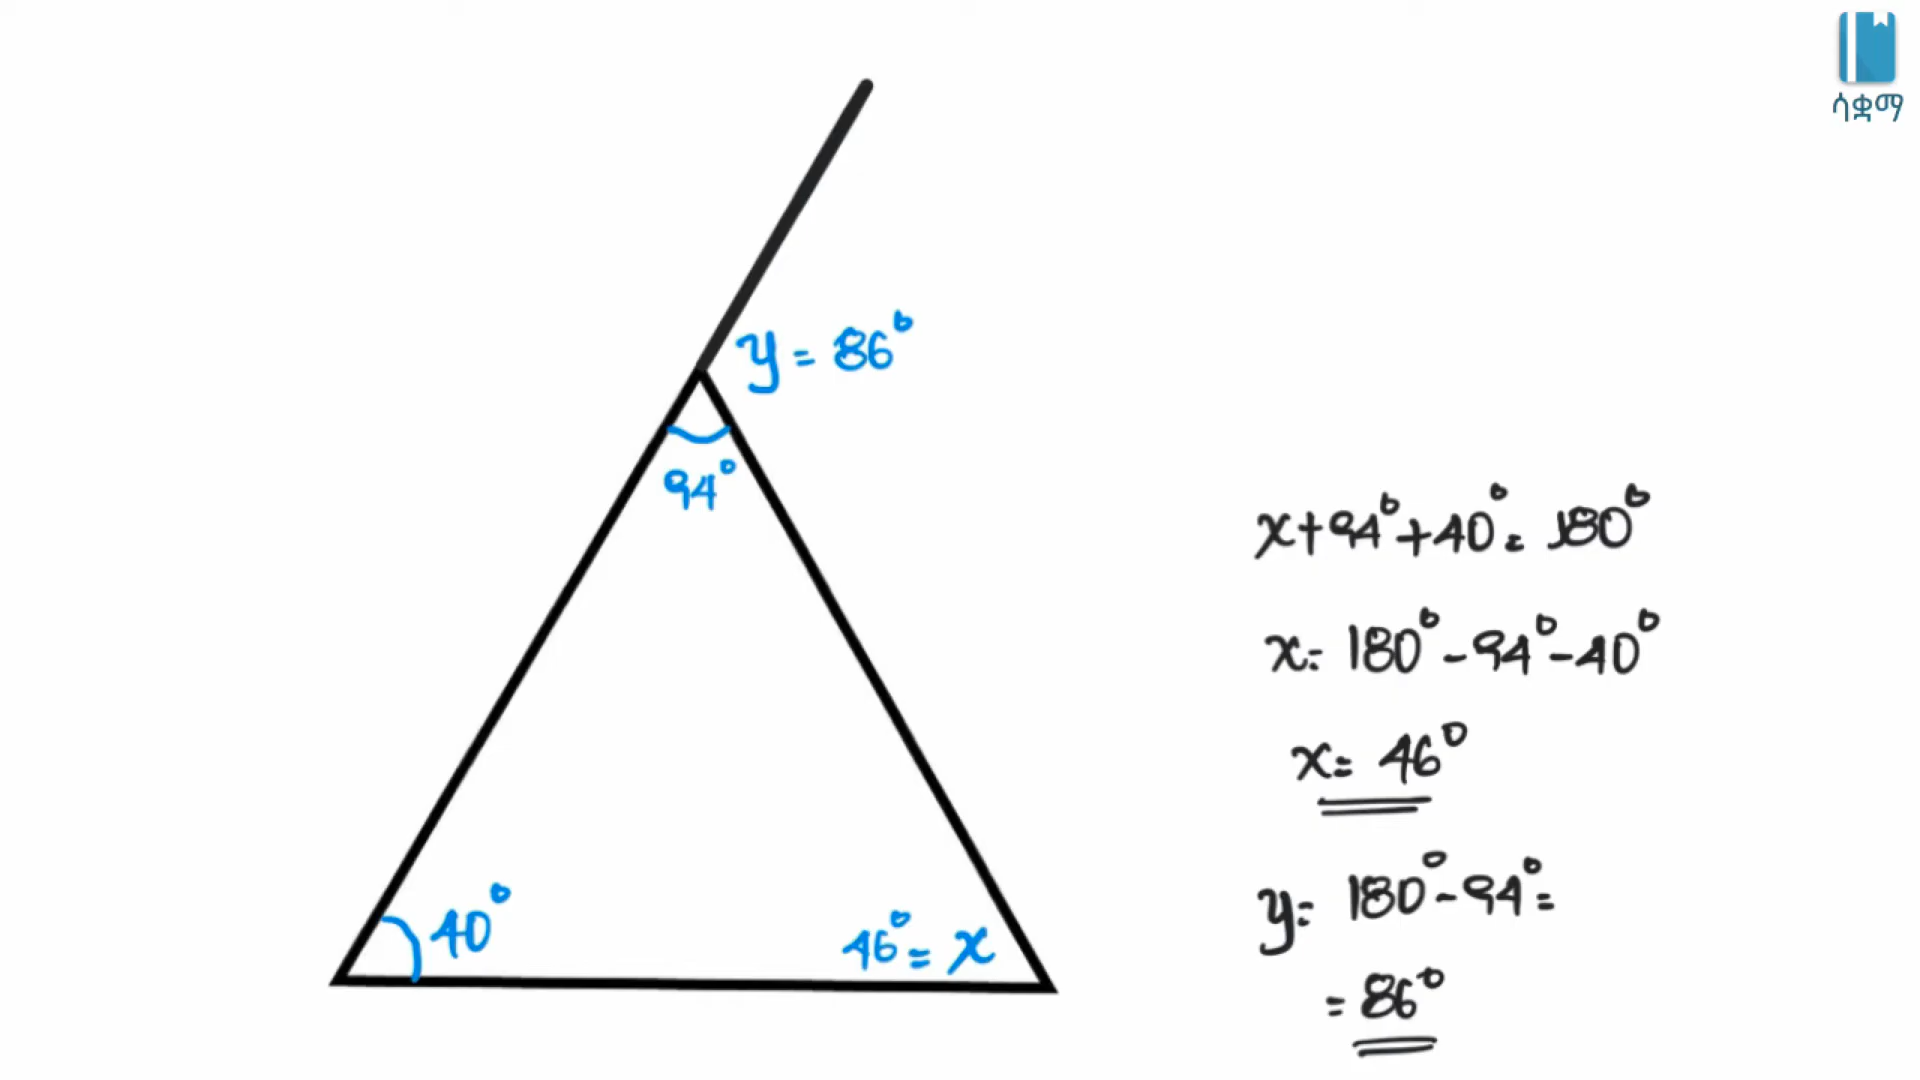 ሳቋማ
y = 86°
94°
40°
46° = x
x + 94° + 40° = 180°
x = 180° - 94° - 40°
x = 46°
y = 180° - 94° =
= 86°